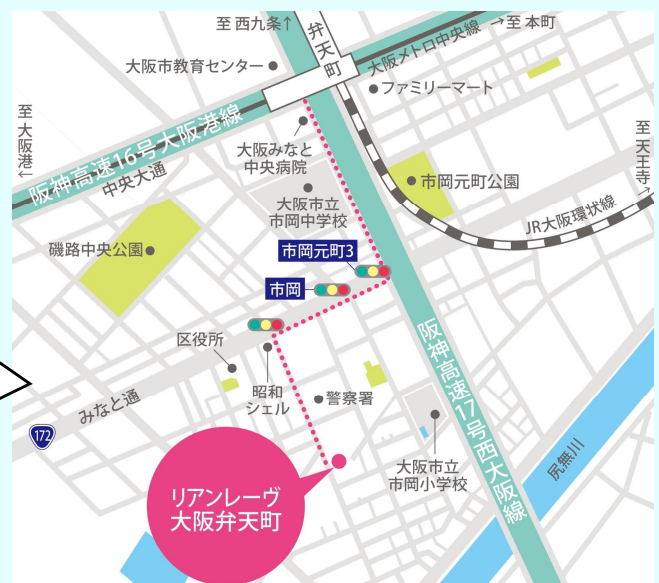 至 西九条↑
弁天町
大阪メトロ中央線
→至 本町
大阪市教育センター
ファミリーマート
至 大阪港←
阪神高速16号大阪港線
中央大通
大阪みなと
中央病院
至 天王寺→
市岡元町公園
大阪市立
市岡中学校
JR大阪環状線
磯路中央公園
市岡元町3
市岡
区役所
阪神高速17号西大阪線
昭和
シェル
警察署
みなと通
172
大阪市立
市岡小学校
尻無川
リアンレーヴ
大阪弁天町